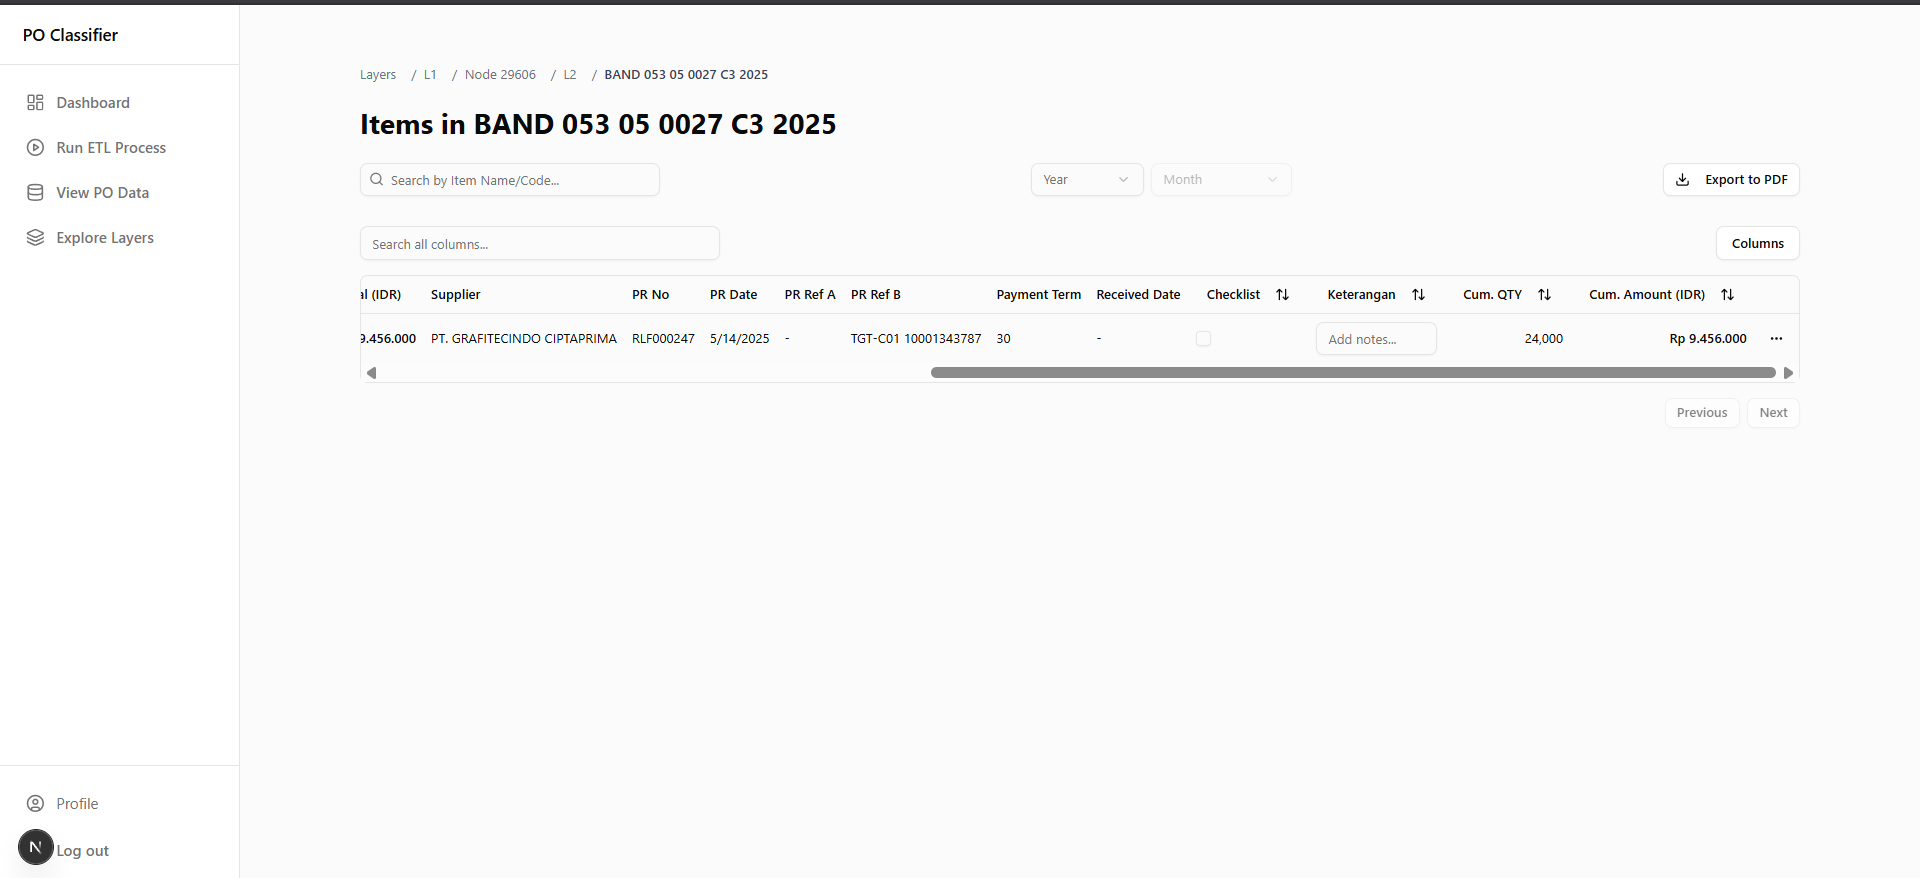 PO Classifier
Dashboard
Run ETL Process
View PO Data
Explore Layers
Profile
N Log out
Layers / L1 / Node 29606 / L2 / BAND 053 05 0027 C3 2025
Items in BAND 053 05 0027 C3 2025
Search by Item Name/Code... Year Month Export to PDF
Search all columns... Columns
al (IDR) Supplier PR No PR Date PR Ref A PR Ref B Payment Term Received Date Checklist Keterangan Cum. QTY Cum. Amount (IDR)
9.456.000 PT. GRAFITECINDO CIPTAPRIMA RLF000247 5/14/2025 - TGT-C01 10001343787 30 - Add notes... 24,000 Rp 9.456.000 ...
Previous Next